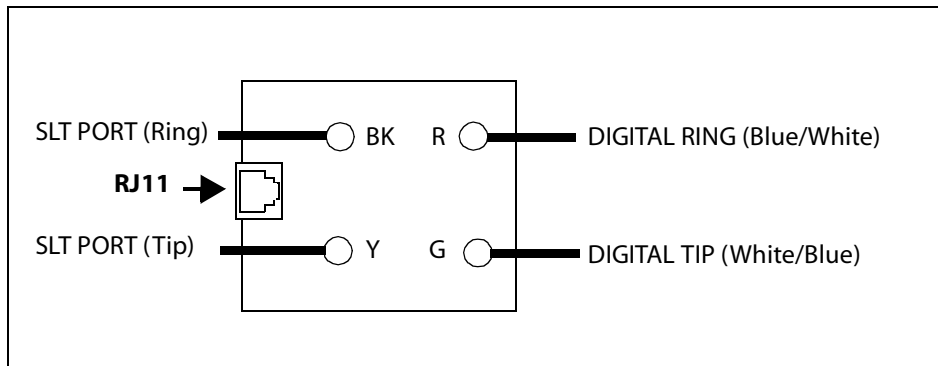 SLT PORT (Ring)
BK
R
DIGITAL RING (Blue/White)
RJ11
SLT PORT (Tip)
Y
G
DIGITAL TIP (White/Blue)